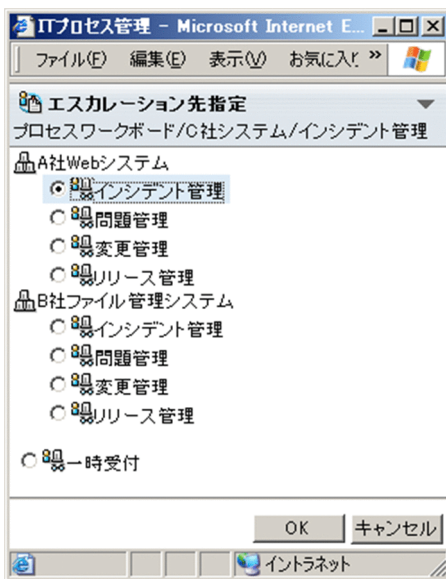 ITプロセス管理 - Microsoft Internet E...
ファイル(F) 編集(E) 表示(V) お気に入り »
エスカレーション先指定
プロセスワークボード/C社システム/インシデント管理
A社Webシステム
インシデント管理
問題管理
変更管理
リリース管理
B社ファイル管理システム
インシデント管理
問題管理
変更管理
リリース管理
一時受付
OK キャンセル
イントラネット